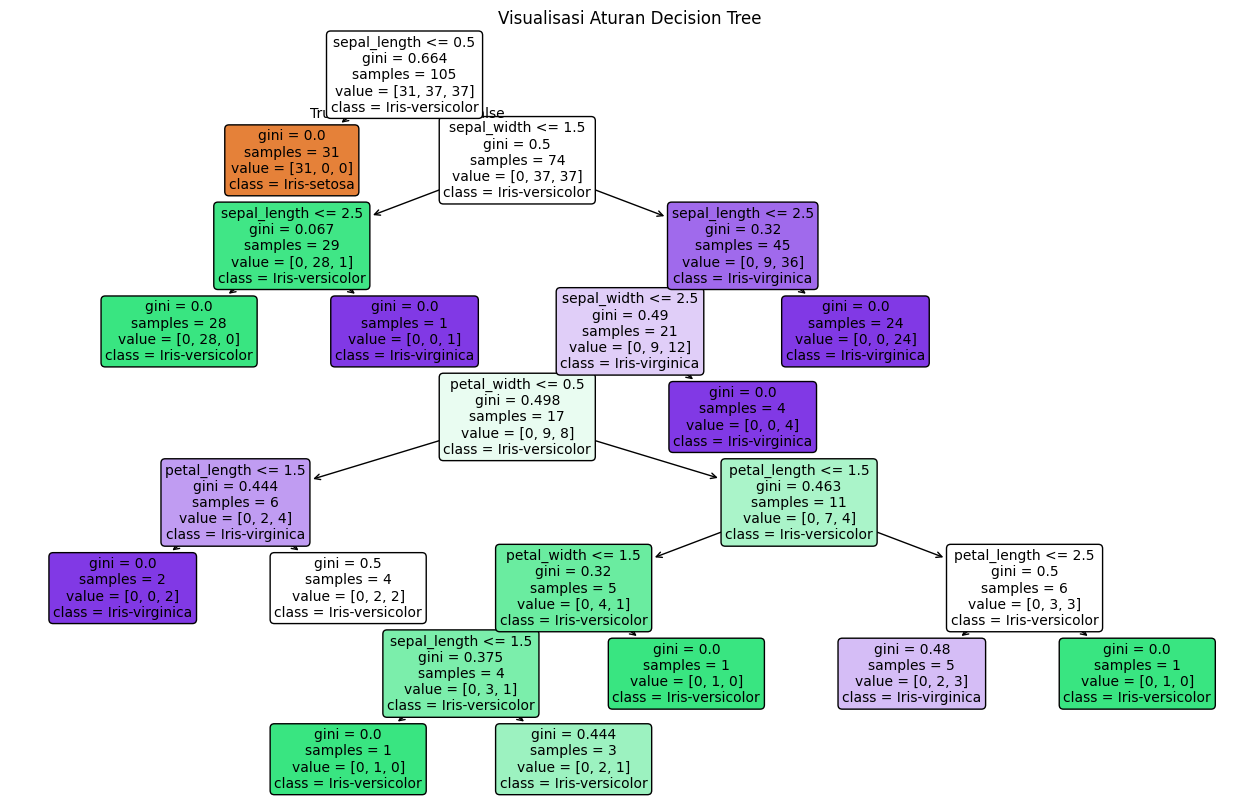 Visualisasi Aturan Decision Tree
sepal_length <= 0.5
gini = 0.664
samples = 105
value = [31, 37, 37]
class = Iris-versicolor
gini = 0.0
samples = 31
value = [31, 0, 0]
class = Iris-setosa
sepal_width <= 1.5
gini = 0.5
samples = 74
value = [0, 37, 37]
class = Iris-versicolor
sepal_length <= 2.5
gini = 0.067
samples = 29
value = [0, 28, 1]
class = Iris-versicolor
sepal_length <= 2.5
gini = 0.32
samples = 45
value = [0, 9, 36]
class = Iris-virginica
gini = 0.0
samples = 28
value = [0, 28, 0]
class = Iris-versicolor
gini = 0.0
samples = 1
value = [0, 0, 1]
class = Iris-virginica
sepal_width <= 2.5
gini = 0.49
samples = 21
value = [0, 9, 12]
class = Iris-virginica
gini = 0.0
samples = 24
value = [0, 0, 24]
class = Iris-virginica
petal_width <= 0.5
gini = 0.498
samples = 17
value = [0, 9, 8]
class = Iris-versicolor
gini = 0.0
samples = 4
value = [0, 0, 4]
class = Iris-virginica
petal_length <= 1.5
gini = 0.444
samples = 6
value = [0, 2, 4]
class = Iris-virginica
petal_length <= 1.5
gini = 0.463
samples = 11
value = [0, 7, 4]
class = Iris-versicolor
gini = 0.0
samples = 2
value = [0, 0, 2]
class = Iris-virginica
gini = 0.5
samples = 4
value = [0, 2, 2]
class = Iris-versicolor
petal_width <= 1.5
gini = 0.32
samples = 5
value = [0, 4, 1]
class = Iris-versicolor
petal_length <= 2.5
gini = 0.5
samples = 6
value = [0, 3, 3]
class = Iris-versicolor
sepal_length <= 1.5
gini = 0.375
samples = 4
value = [0, 3, 1]
class = Iris-versicolor
gini = 0.0
samples = 1
value = [0, 1, 0]
class = Iris-versicolor
gini = 0.48
samples = 5
value = [0, 2, 3]
class = Iris-virginica
gini = 0.0
samples = 1
value = [0, 1, 0]
class = Iris-versicolor
gini = 0.0
samples = 1
value = [0, 1, 0]
class = Iris-versicolor
gini = 0.444
samples = 3
value = [0, 2, 1]
class = Iris-versicolor